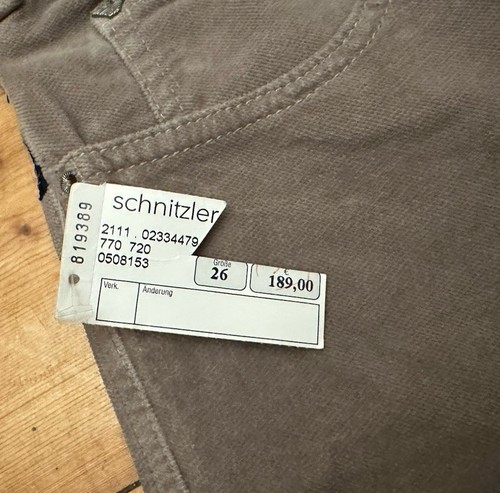 819389
schnitzler
2111 . 02334479
770 720
0508153
Größe
26
€
189,00
Verk.
Änderung